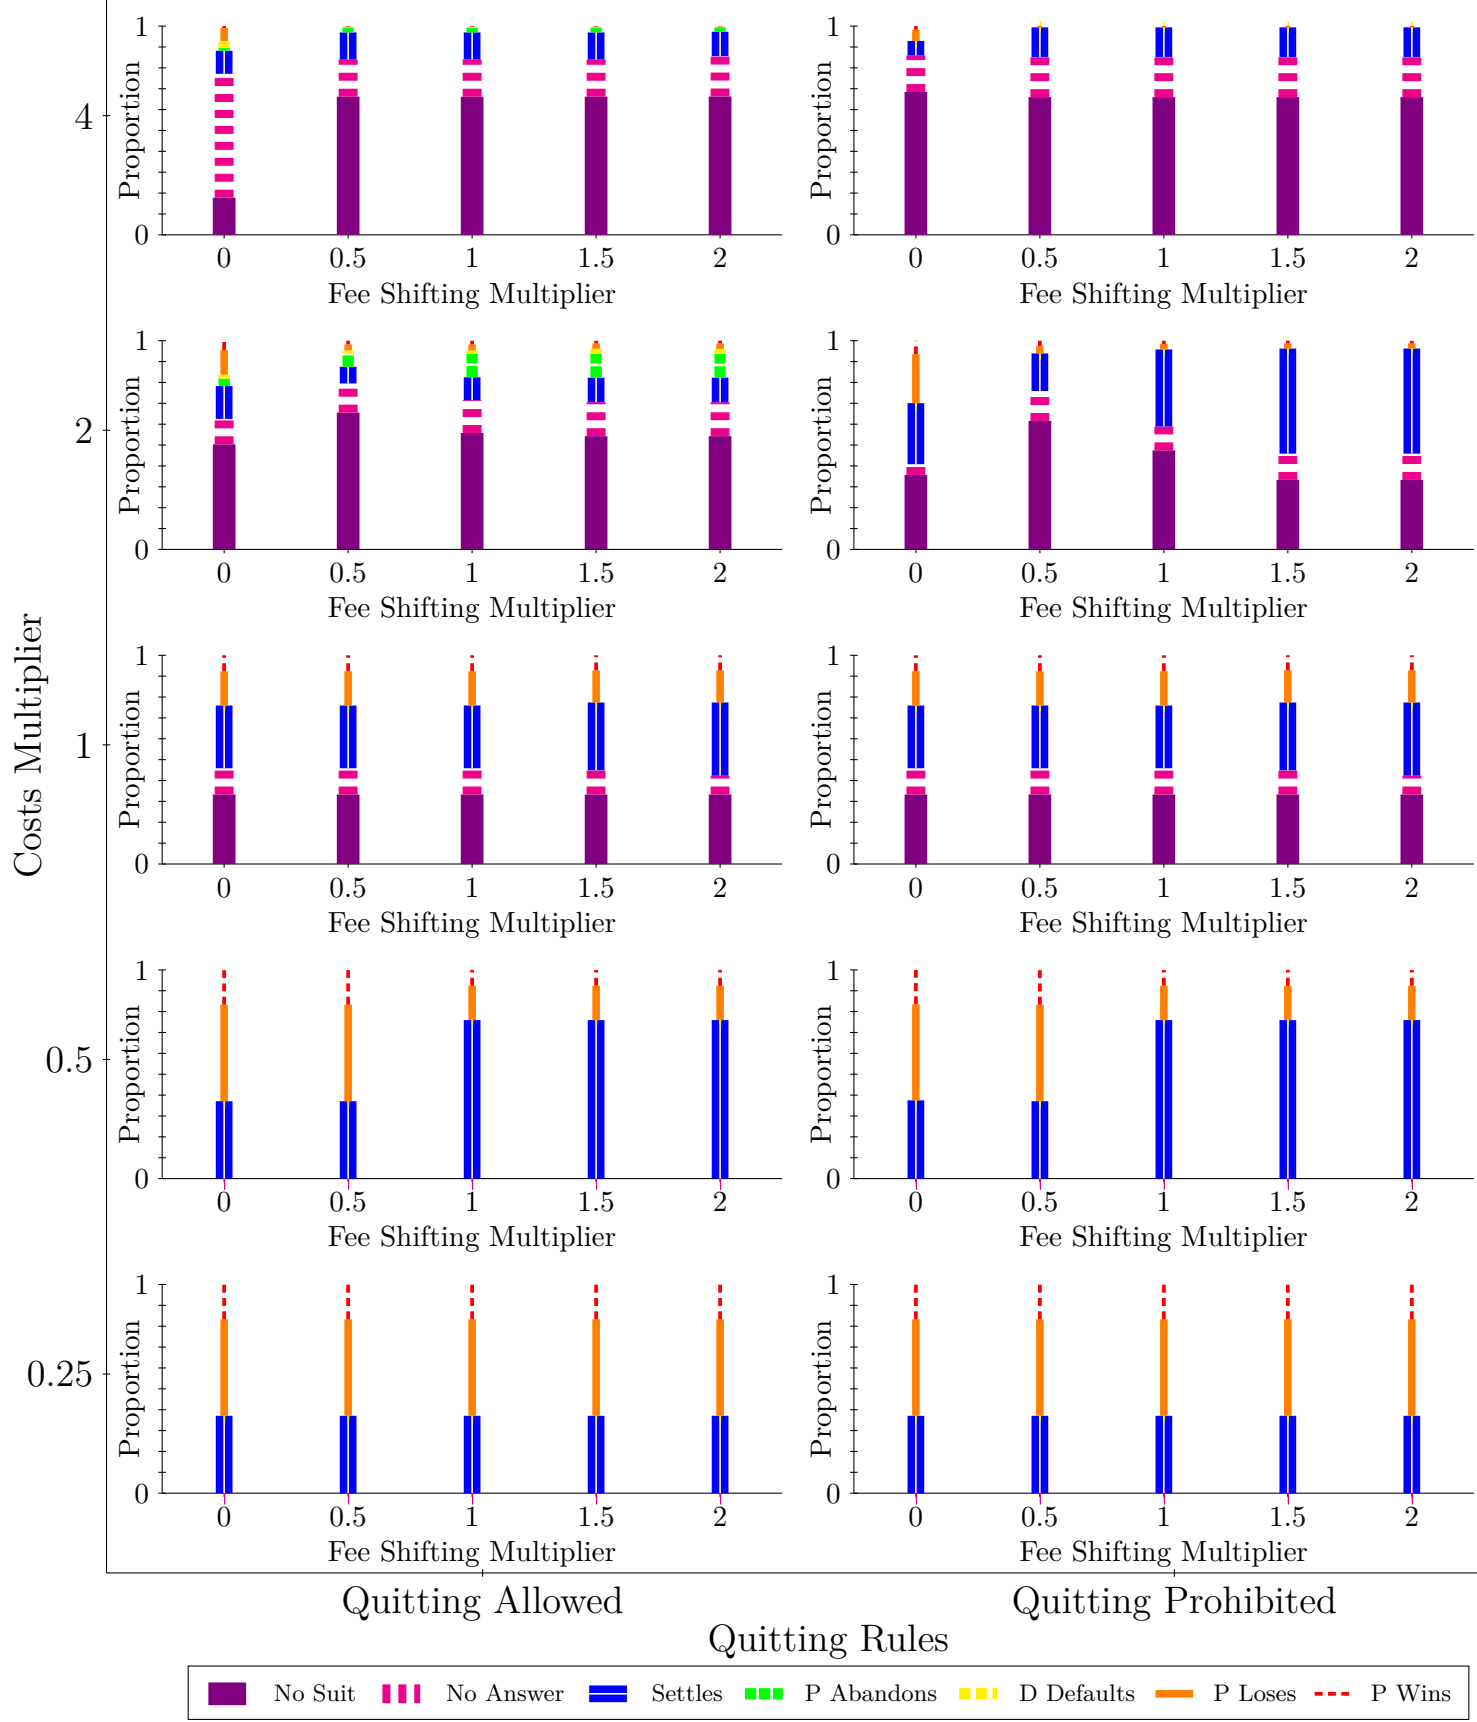 1
Proportion
0
0 0.5 1 1.5 2
Fee Shifting Multiplier
1
Proportion
0
0 0.5 1 1.5 2
Fee Shifting Multiplier
4
1
Proportion
0
0 0.5 1 1.5 2
Fee Shifting Multiplier
1
Proportion
0
0 0.5 1 1.5 2
Fee Shifting Multiplier
2
Costs Multiplier
1
Proportion
0
0 0.5 1 1.5 2
Fee Shifting Multiplier
1
Proportion
0
0 0.5 1 1.5 2
Fee Shifting Multiplier
1
1
Proportion
0
0 0.5 1 1.5 2
Fee Shifting Multiplier
1
Proportion
0
0 0.5 1 1.5 2
Fee Shifting Multiplier
0.5
1
Proportion
0
0 0.5 1 1.5 2
Fee Shifting Multiplier
1
Proportion
0
0 0.5 1 1.5 2
Fee Shifting Multiplier
0.25
Quitting Allowed Quitting Prohibited
Quitting Rules
No Suit No Answer Settles P Abandons D Defaults P Loses P Wins